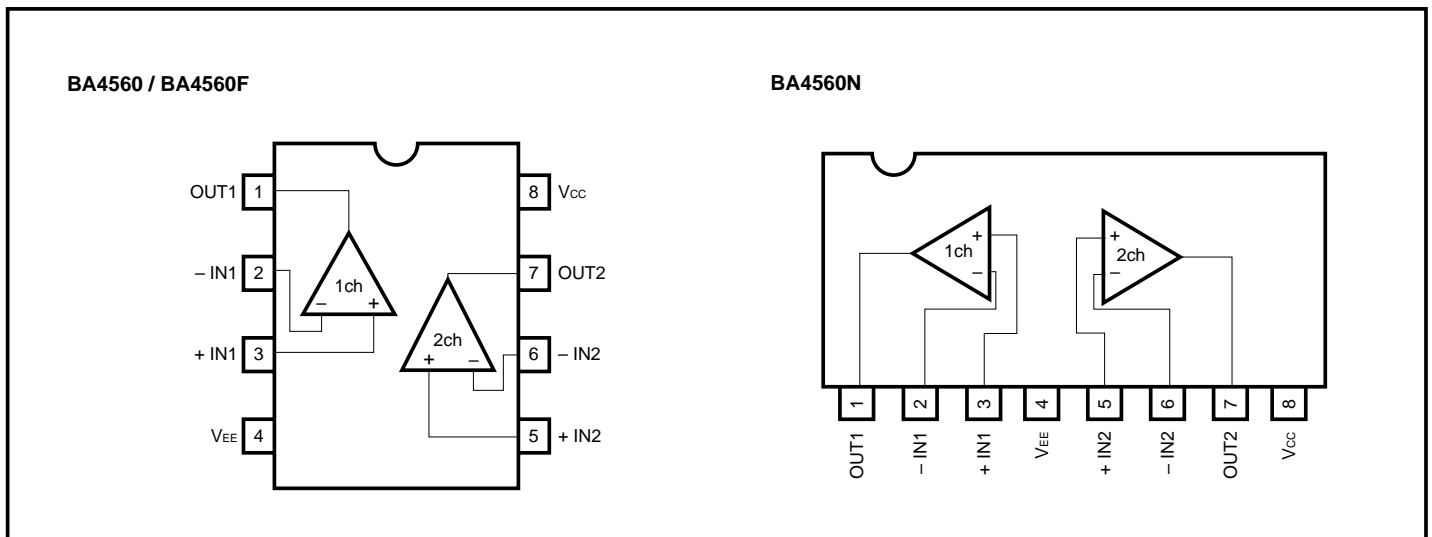 BA4560 / BA4560F
OUT1 1
8 Vcc
– IN1 2
7 OUT2
1ch
– +
+ IN1 3
2ch
+ –
6 – IN2
VEE 4
5 + IN2
BA4560N
+
1ch
–
+
2ch
–
1 2 3 4 5 6 7 8
OUT1
– IN1
+ IN1
VEE
+ IN2
– IN2
OUT2
Vcc